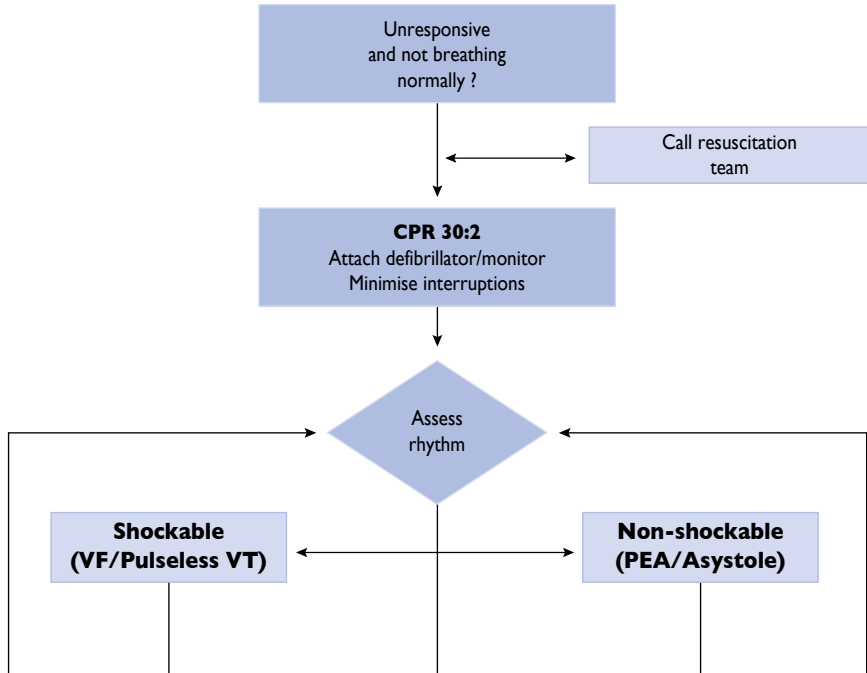 Unresponsive
and not breathing
normally ?
Call resuscitation
team
CPR 30:2
Attach defibrillator/monitor
Minimise interruptions
Assess
rhythm
Shockable
(VF/Pulseless VT)
Non-shockable
(PEA/Asystole)